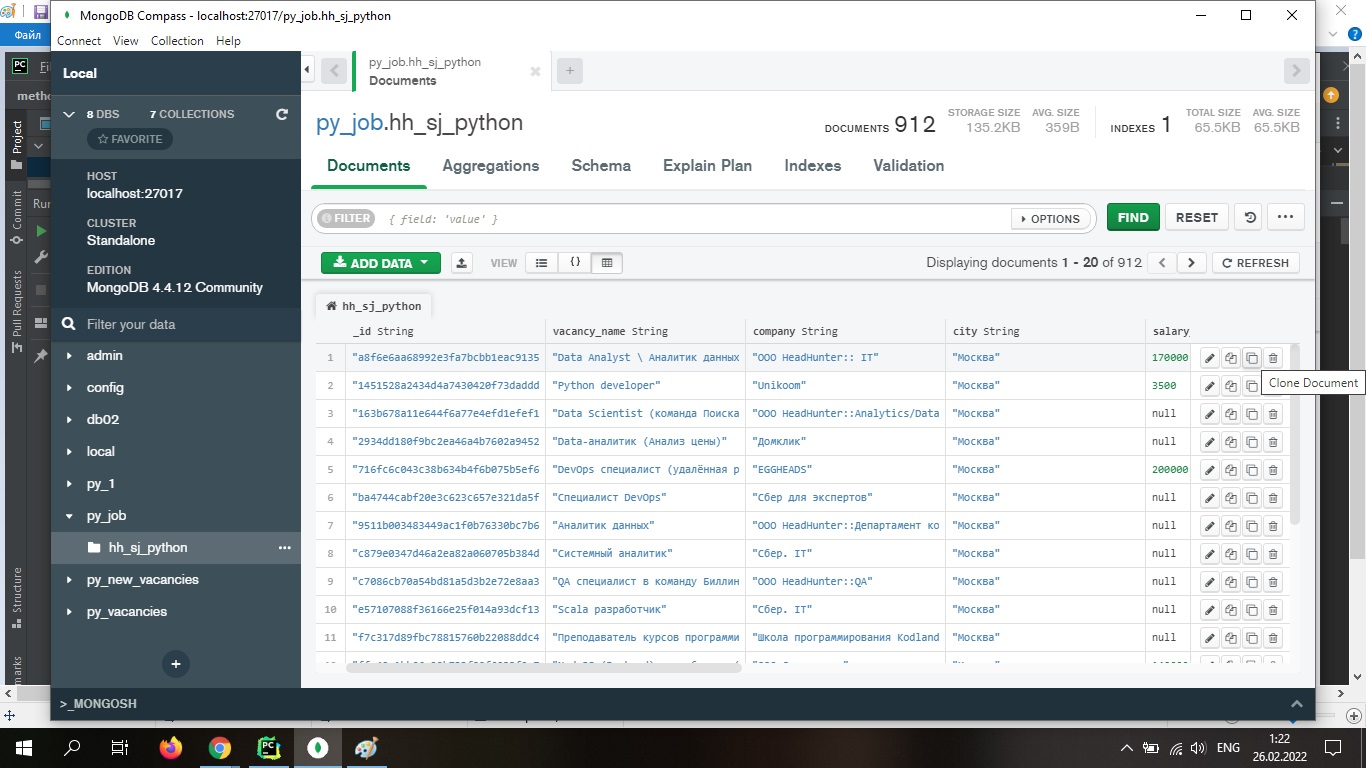 MongoDB Compass - localhost:27017/py_job.hh_sj_python
Файл
Connect View Collection Help
Local
py_job.hh_sj_python
Documents
8 DBS 7 COLLECTIONS
FAVORITE
py_job.hh_sj_python
DOCUMENTS 912
STORAGE SIZE
135.2KB
AVG. SIZE
359B
INDEXES 1
TOTAL SIZE
65.5KB
AVG. SIZE
65.5KB
Documents Aggregations Schema Explain Plan Indexes Validation
HOST
localhost:27017
CLUSTER
Standalone
EDITION
MongoDB 4.4.12 Community
Filter your data
admin
config
db02
local
py_1
py_job
hh_sj_python
py_new_vacancies
py_vacancies
FILTER { field: 'value' } OPTIONS FIND RESET
ADD DATA VIEW Displaying documents 1 - 20 of 912 REFRESH
hh_sj_python
_id String vacancy_name String company String city String salary
1 "a8f6e6aa68992e3fa7bcbb1eac9135 "Data Analyst \ Аналитик данных "ООО HeadHunter:: IT" "Москва" 170000
2 "1451528a2434d4a7430420f73daddd "Python developer" "Unikoom" "Москва" 3500
Clone Document
3 "163b678a11e644f6a77e4efd1efef1 "Data Scientist (команда Поиска "ООО HeadHunter::Analytics/Data "Москва" null
4 "2934dd180f9bc2ea46a4b7602a9452 "Data-аналитик (Анализ цены)" "Домклик" "Москва" null
5 "716fc6c043c38b634b4f6b075b5ef6 "DevOps специалист (удалённая р "EGGHEADS" "Москва" 200000
6 "ba4744cabf20e3c623c657e321da5f "Специалист DevOps" "Сбер для экспертов" "Москва" null
7 "9511b003483449ac1f0b76330bc7b6 "Аналитик данных" "ООО HeadHunter::Департамент ко "Москва" null
8 "c879e0347d46a2ea82a060705b384d "Системный аналитик" "Сбер. IT" "Москва" null
9 "c7086cb70a54bd81a5d3b2e72e8aa3 "QA специалист в команду Биллин "ООО HeadHunter::QA" "Москва" null
10 "e57107088f36166e25f014a93dcf13 "Scala разработчик" "Сбер. IT" "Москва" null
11 "f7c317d89fbc78815760b22088ddc4 "Преподаватель курсов программи "Школа программирования Kodland "Москва" null
>_MONGOSH
metho
Project
Commit
Pull Requests
Structure
marks
Run
PC
ENG
1:22
26.02.2022